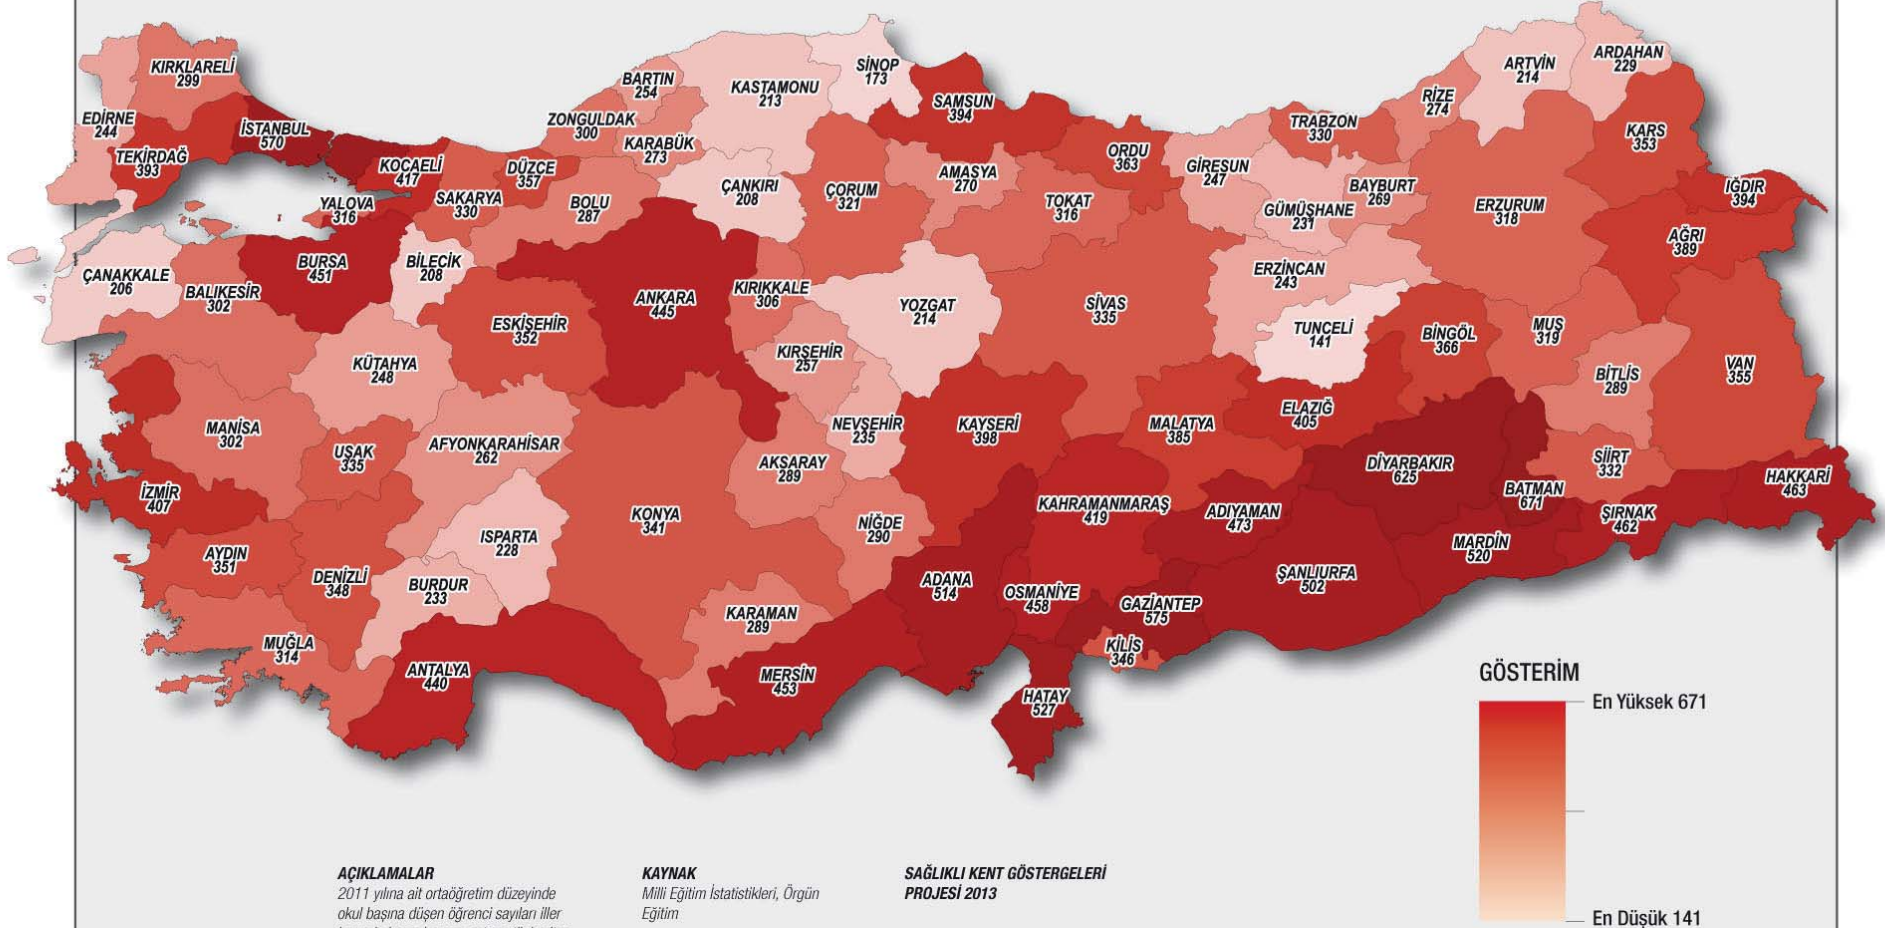 KIRKLARELİ
299
EDİRNE
244
TEKİRDAĞ
393
İSTANBUL
570
KOCAELİ
417
YALOVA
316
SAKARYA
330
DÜZCE
357
BOLU
287
ZONGULDAK
300
BARTIN
254
KARABÜK
273
KASTAMONU
213
SİNOP
173
ÇANKIRI
208
SAMSUN
394
AMASYA
270
ÇORUM
321
TOKAT
316
ORDU
363
GİRESUN
247
TRABZON
330
GÜMÜŞHANE
231
BAYBURT
269
RİZE
274
ARTVİN
214
ARDAHAN
229
KARS
353
IĞDIR
394
AĞRI
389
ERZURUM
318
ERZİNCAN
243
ÇANAKKALE
206
BALIKESİR
302
BURSA
451
BİLECİK
208
ESKİŞEHİR
352
KÜTAHYA
248
ANKARA
445
KIRIKKALE
306
KIRŞEHİR
257
YOZGAT
214
SİVAS
335
TUNCELİ
141
BİNGÖL
366
MUŞ
319
BİTLİS
289
VAN
355
MANİSA
302
UŞAK
335
AFYONKARAHİSAR
262
NEVŞEHİR
235
AKSARAY
289
KAYSERİ
398
MALATYA
385
ELAZIĞ
405
DİYARBAKIR
625
BATMAN
671
SİİRT
332
ŞIRNAK
462
HAKKARİ
463
İZMİR
407
AYDIN
351
DENİZLİ
348
ISPARTA
228
BURDUR
233
KONYA
341
NİĞDE
290
KAHRAMANMARAŞ
419
ADIYAMAN
473
MARDİN
520
ŞANLIURFA
502
GAZİANTEP
575
KİLİS
346
OSMANİYE
458
ADANA
514
KARAMAN
289
MUĞLA
314
ANTALYA
440
MERSİN
453
HATAY
527
GÖSTERİM
En Yüksek 671
En Düşük 141
AÇIKLAMALAR
2011 yılına ait ortaöğretim düzeyinde
okul başına düşen öğrenci sayıları iller
KAYNAK
Milli Eğitim İstatistikleri, Örgün
Eğitim
SAĞLIKLI KENT GÖSTERGELERİ
PROJESİ 2013